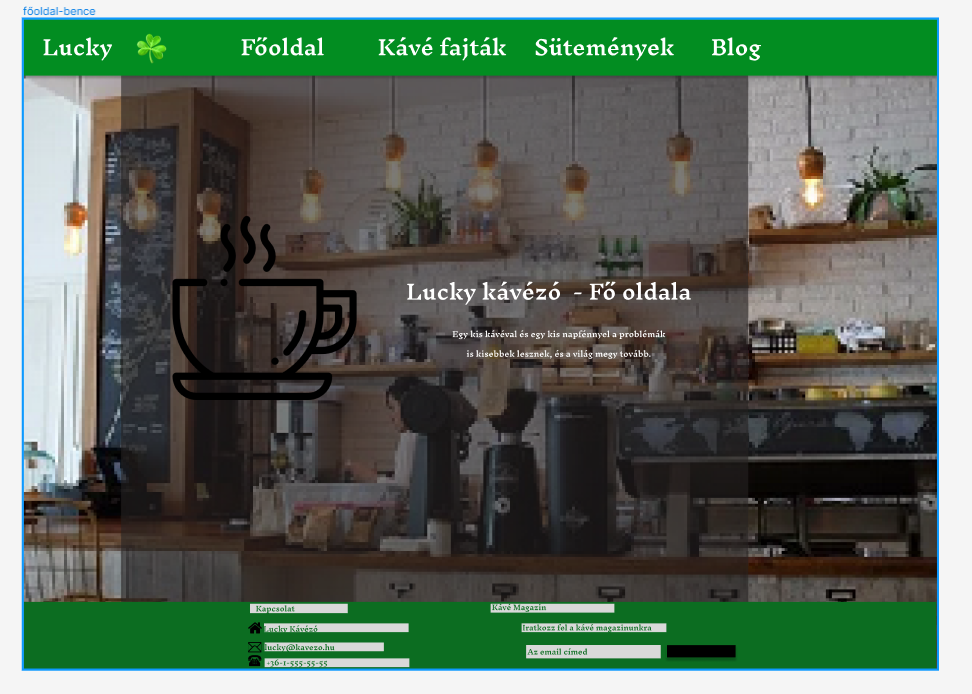 főoldal-bence
Lucky Főoldal Kávé fajták Sütemények Blog
Lucky kávézó - Fő oldala
Egy kis kávéval és egy kis napfénnyel a problémák
is kisebbek lesznek, és a világ megy tovább.
Kapcsolat
Lucky Kávézó
lucky@kavezo.hu
+36-1-555-55-55
Kávé Magazin
Iratkozz fel a kávé magazinunkra
Az email címed